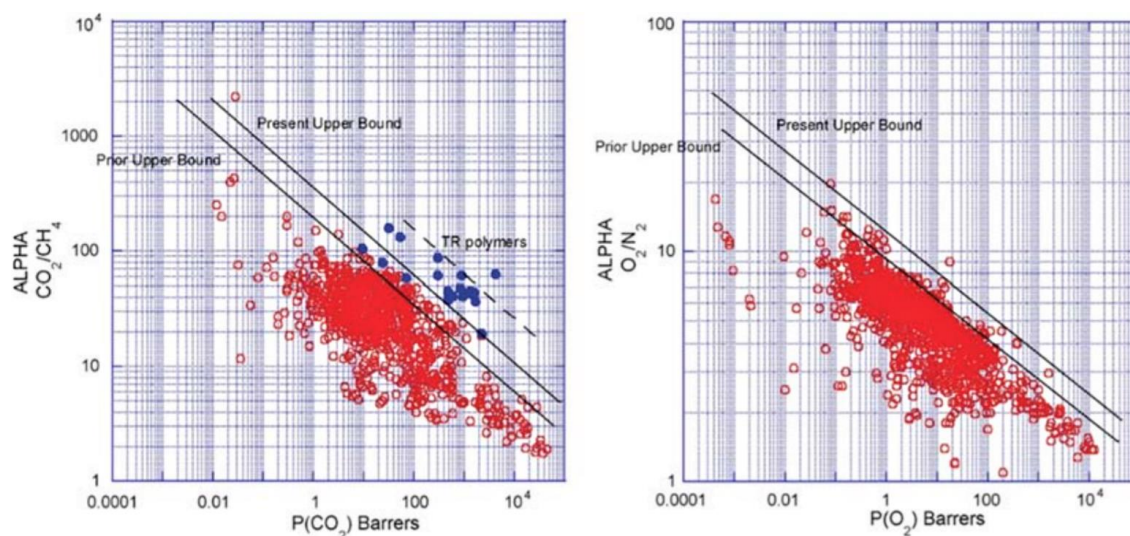 10⁴
1000
100
10
1
ALPHA
CO₂/CH₄
Present Upper Bound
Prior Upper Bound
TR polymers
0.0001
0.01
1
100
10⁴
P(CO₂) Barrers
100
10
1
ALPHA
O₂/N₂
Present Upper Bound
Prior Upper Bound
0.0001
0.01
1
100
10⁴
P(O₂) Barrers